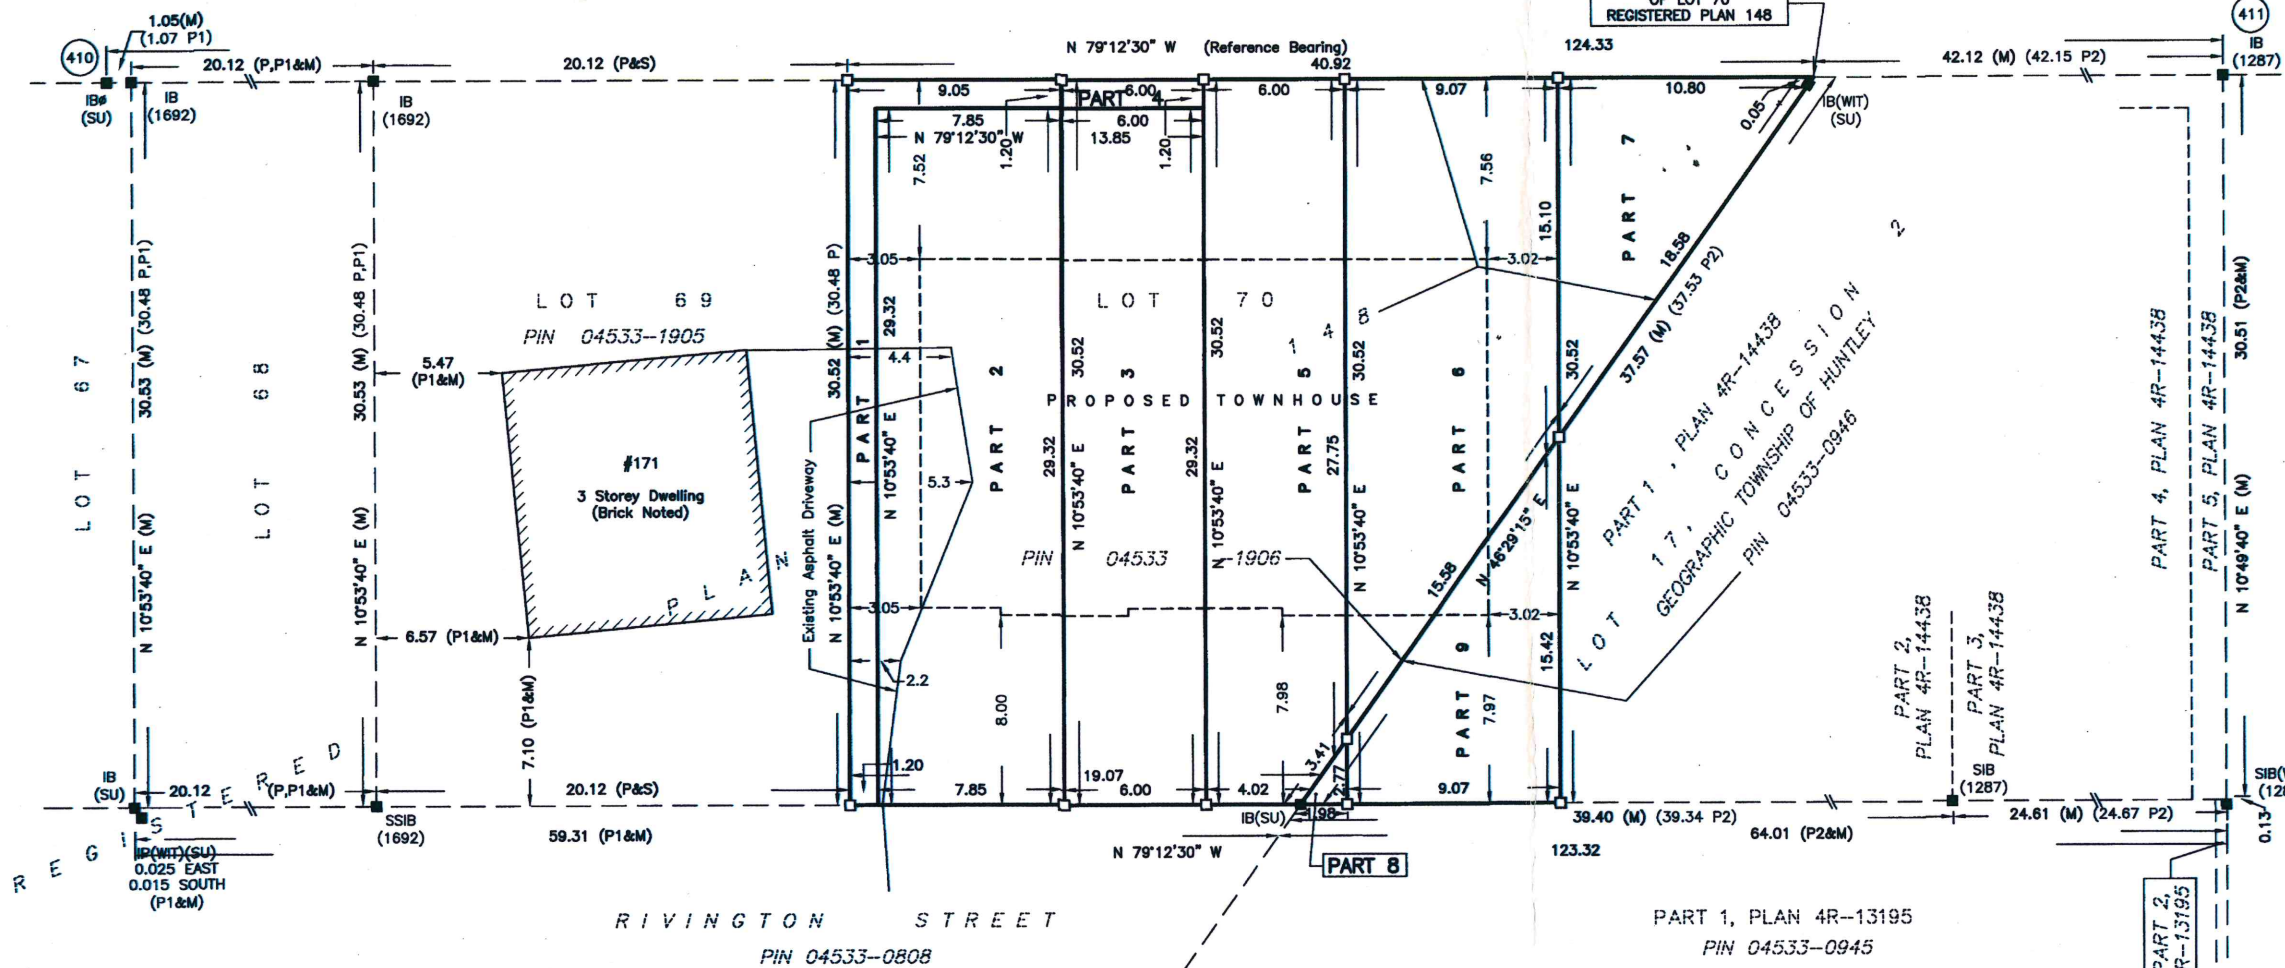 OF LOT 70
REGISTERED PLAN 148
410
1.05(M)
(1.07 P1)
20.12 (P,P1&M)
20.12 (P&S)
N 79°12'30" W (Reference Bearing)
40.92
124.33
42.12 (M) (42.15 P2)
411
IB
(1287)
IBø
(SU)
IB
(1692)
IB
(1692)
9.05
6.00
6.00
9.07
10.80
0.05
IB(WIT)
(SU)
PART 4
1.20
7.85
6.00
N 79°12'30" W
13.85
1.20
1.20
7.52
7.56
15.10
PART 7
18.58
37.57 (M) (37.53 P2)
3.05
3.02
LOT 67
LOT 68
LOT 69
PIN 04533-1905
LOT 70
148
30.53 (M) (30.48 P,P1)
N 10°53'40" E (M)
30.53 (M) (30.48 P,P1)
N 10°53'40" E (M)
5.47
(P1&M)
#171
3 Storey Dwelling
(Brick Noted)
6.57 (P1&M)
7.10 (P1&M)
Existing Asphalt Driveway
30.52 (M) (30.48 P)
N 10°53'40" E (M)
PART 1
29.32
N 10°53'40" E
4.4
5.3
2.2
PART 2
29.32
30.52
N 10°53'40" E
PART 3
29.32
30.52
N 10°53'40" E
PROPOSED TOWNHOUSE
PART 5
27.75
30.52
N 10°53'40" E
PART 6
30.52
N 10°53'40" E
PIN 04533-1906
15.58
N 46°29'15" E
3.05
3.02
15.42
PART 9
8.00
7.98
7.97
3.41
2.77
PART 1, PLAN 4R-14438
LOT 17, CONCESSION 2
GEOGRAPHIC TOWNSHIP OF HUNTLEY
PIN 04533-0946
PART 4, PLAN 4R-14438
PART 5, PLAN 4R-14438
30.51 (P2&M)
N 10°49'40" E (M)
PART 2,
PLAN 4R-14438
PART 3,
PLAN 4R-14438
SIB
(1287)
0.13
REGISTERED PLAN
IB
(SU)
20.12 (P,P1&M)
20.12 (P&S)
SSIB
(1692)
59.31 (P1&M)
IP(WIT)(SU)
0.025 EAST
0.015 SOUTH
(P1&M)
1.20
7.85
19.07
6.00
4.02
1.98
9.07
IB(SU)
N 79°12'30" W
PART 8
39.40 (M) (39.34 P2)
24.61 (M) (24.67 P2)
64.01 (P2&M)
123.32
RIVINGTON STREET
PIN 04533-0808
PART 1, PLAN 4R-13195
PIN 04533-0945
PART 2,
R-13195